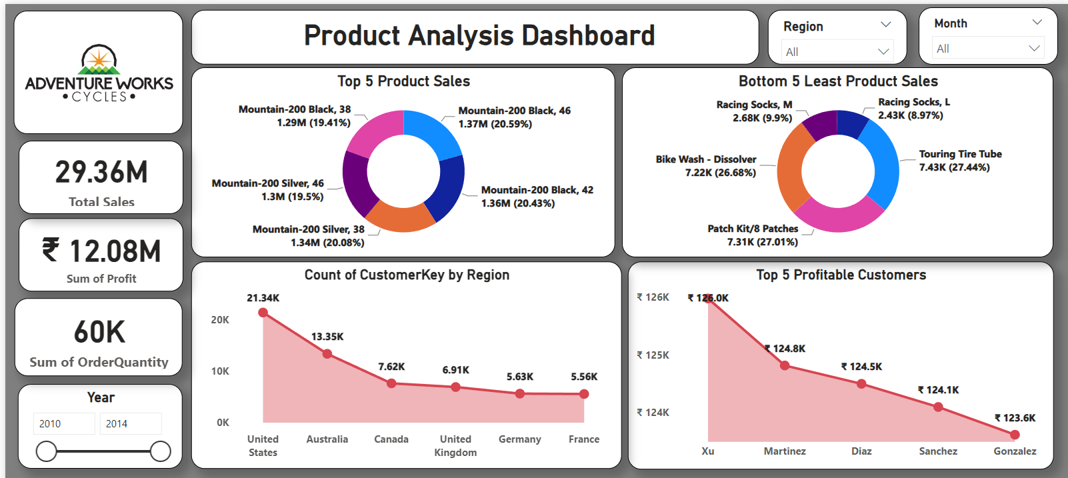 ADVENTURE WORKS
• CYCLES •
Product Analysis Dashboard
Region
All
Month
All
29.36M
Total Sales
₹ 12.08M
Sum of Profit
60K
Sum of OrderQuantity
Year
2010 2014
Top 5 Product Sales
Mountain-200 Black, 38
1.29M (19.41%)
Mountain-200 Black, 46
1.37M (20.59%)
Mountain-200 Silver, 46
1.3M (19.5%)
Mountain-200 Black, 42
1.36M (20.43%)
Mountain-200 Silver, 38
1.34M (20.08%)
Bottom 5 Least Product Sales
Racing Socks, M
2.68K (9.9%)
Racing Socks, L
2.43K (8.97%)
Bike Wash - Dissolver
7.22K (26.68%)
Touring Tire Tube
7.43K (27.44%)
Patch Kit/8 Patches
7.31K (27.01%)
Count of CustomerKey by Region
20K
10K
0K
21.34K
13.35K
7.62K
6.91K
5.63K
5.56K
United
States
Australia
Canada
United
Kingdom
Germany
France
Top 5 Profitable Customers
₹ 126K
₹ 125K
₹ 124K
₹ 126.0K
₹ 124.8K
₹ 124.5K
₹ 124.1K
₹ 123.6K
Xu
Martinez
Diaz
Sanchez
Gonzalez